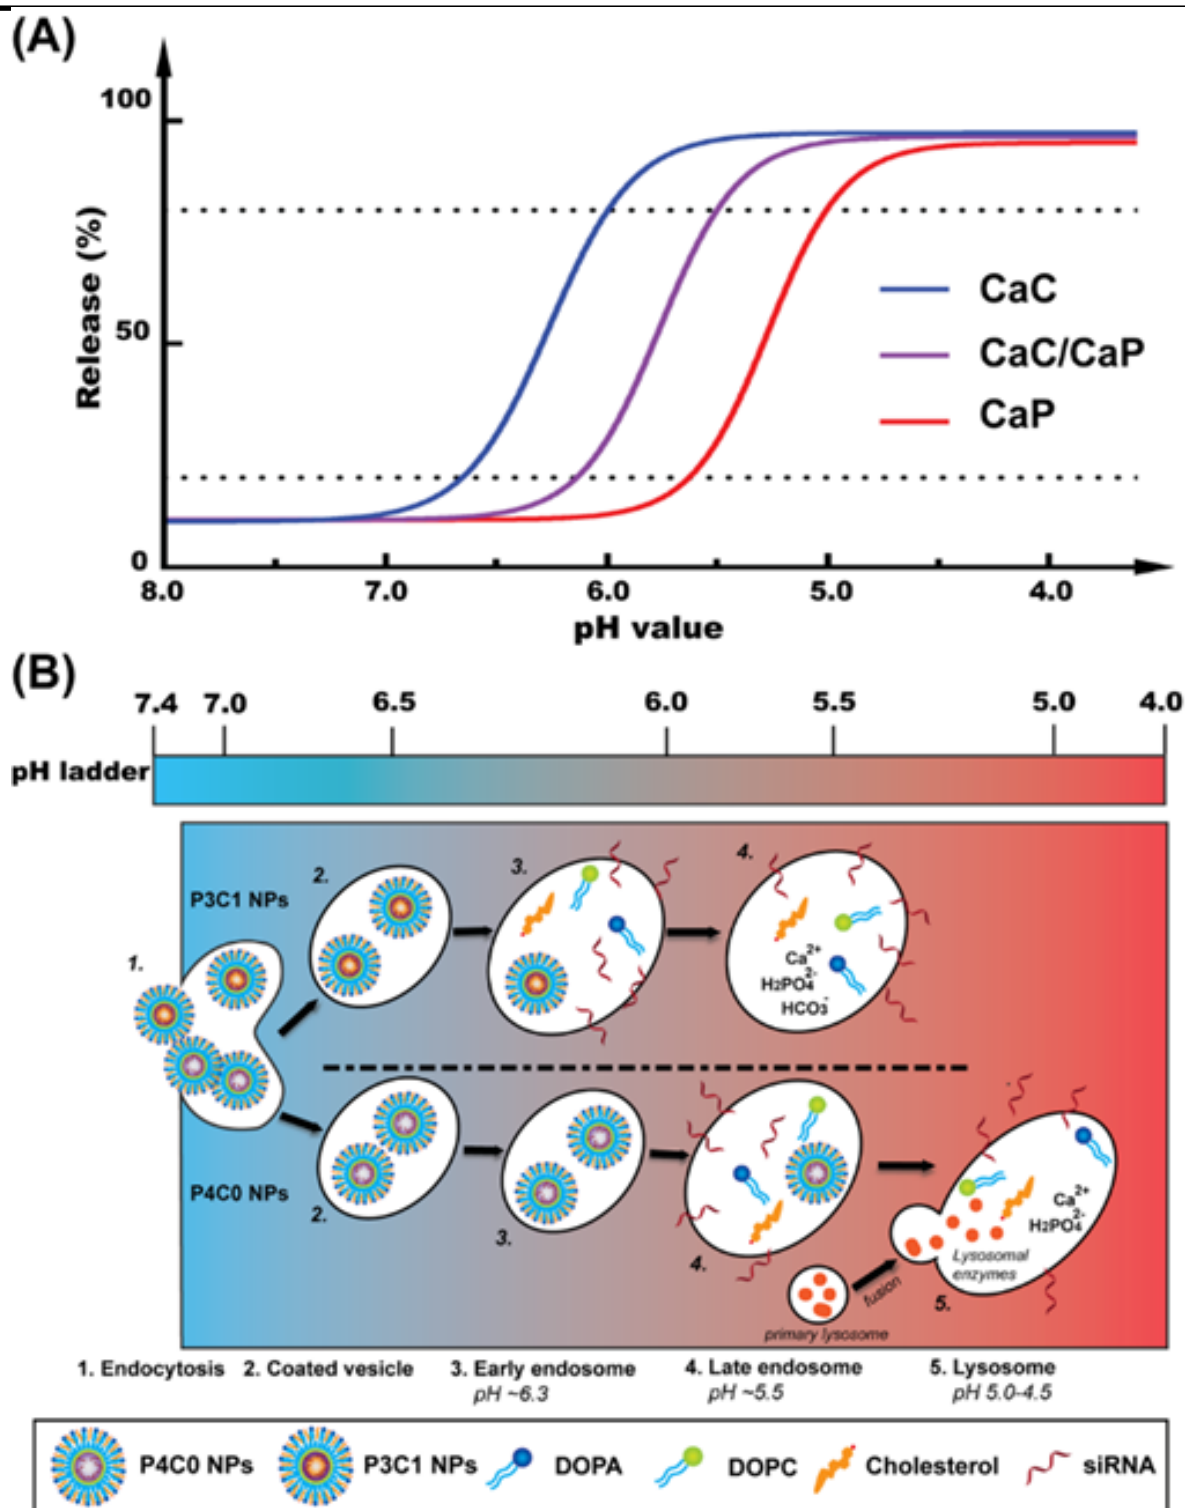 (A)
100
50
0
Release (%)
CaC
CaC/CaP
CaP
8.0 7.0 6.0 5.0 4.0
pH value
(B)
7.4 7.0 6.5 6.0 5.5 5.0 4.0
pH ladder
P3C1 NPs
1.
2.
3.
4.
Ca2+
H2PO4 2-
HCO3-
P4C0 NPs
2.
3.
4.
primary lysosome
fusion
5.
Lysosomal
enzymes
Ca2+
H2PO4 2-
1. Endocytosis 2. Coated vesicle 3. Early endosome 4. Late endosome 5. Lysosome
pH ~6.3 pH ~5.5 pH 5.0-4.5
P4C0 NPs P3C1 NPs DOPA DOPC Cholesterol siRNA